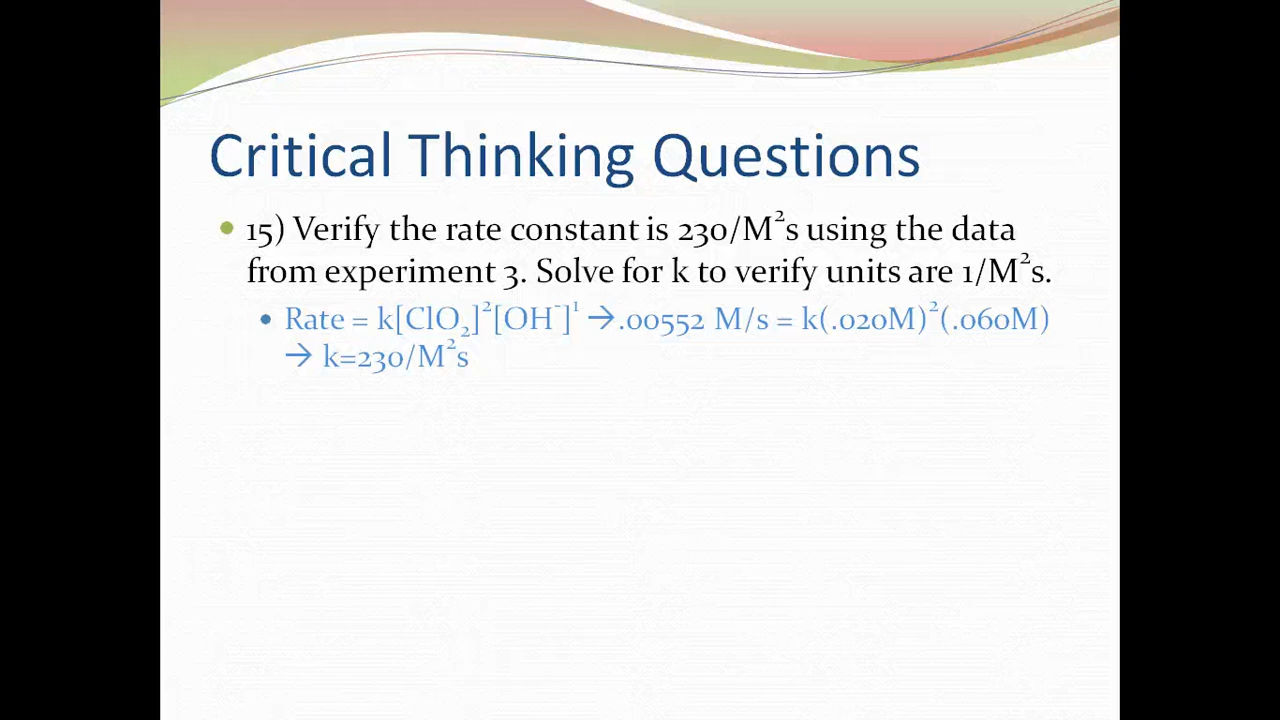 Critical Thinking Questions
15) Verify the rate constant is 230/M²s using the data
from experiment 3. Solve for k to verify units are 1/M²s.
Rate = k[ClO₂]²[OH⁻]¹ →.00552 M/s = k(.020M)²(.060M)
→ k=230/M²s